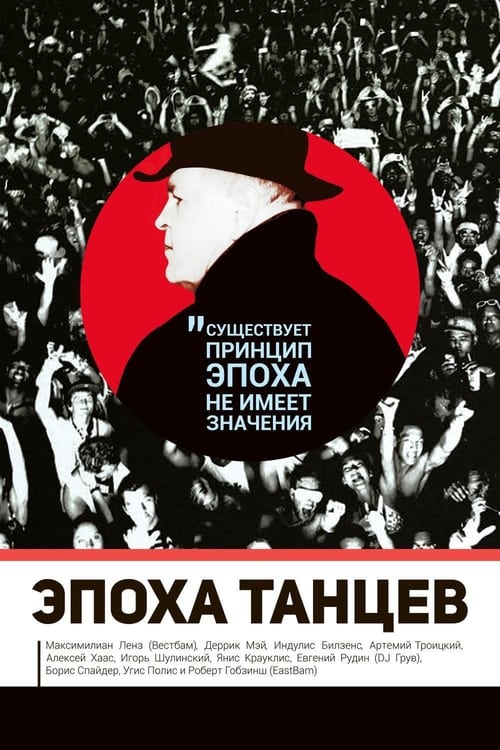 "СУЩЕСТВУЕТ
ПРИНЦИП
ЭПОХА
НЕ ИМЕЕТ
ЗНАЧЕНИЯ
ЭПОХА ТАНЦЕВ
Максимилиан Ленз (Вестбам), Деррик Мэй, Индулис Билзенс, Артемий Троицкий,
Алексей Хаас, Игорь Шулинский, Янис Крауклис, Евгений Рудин (DJ Грув),
Борис Спайдер, Угис Полис и Роберт Гобзинш (EastBam)